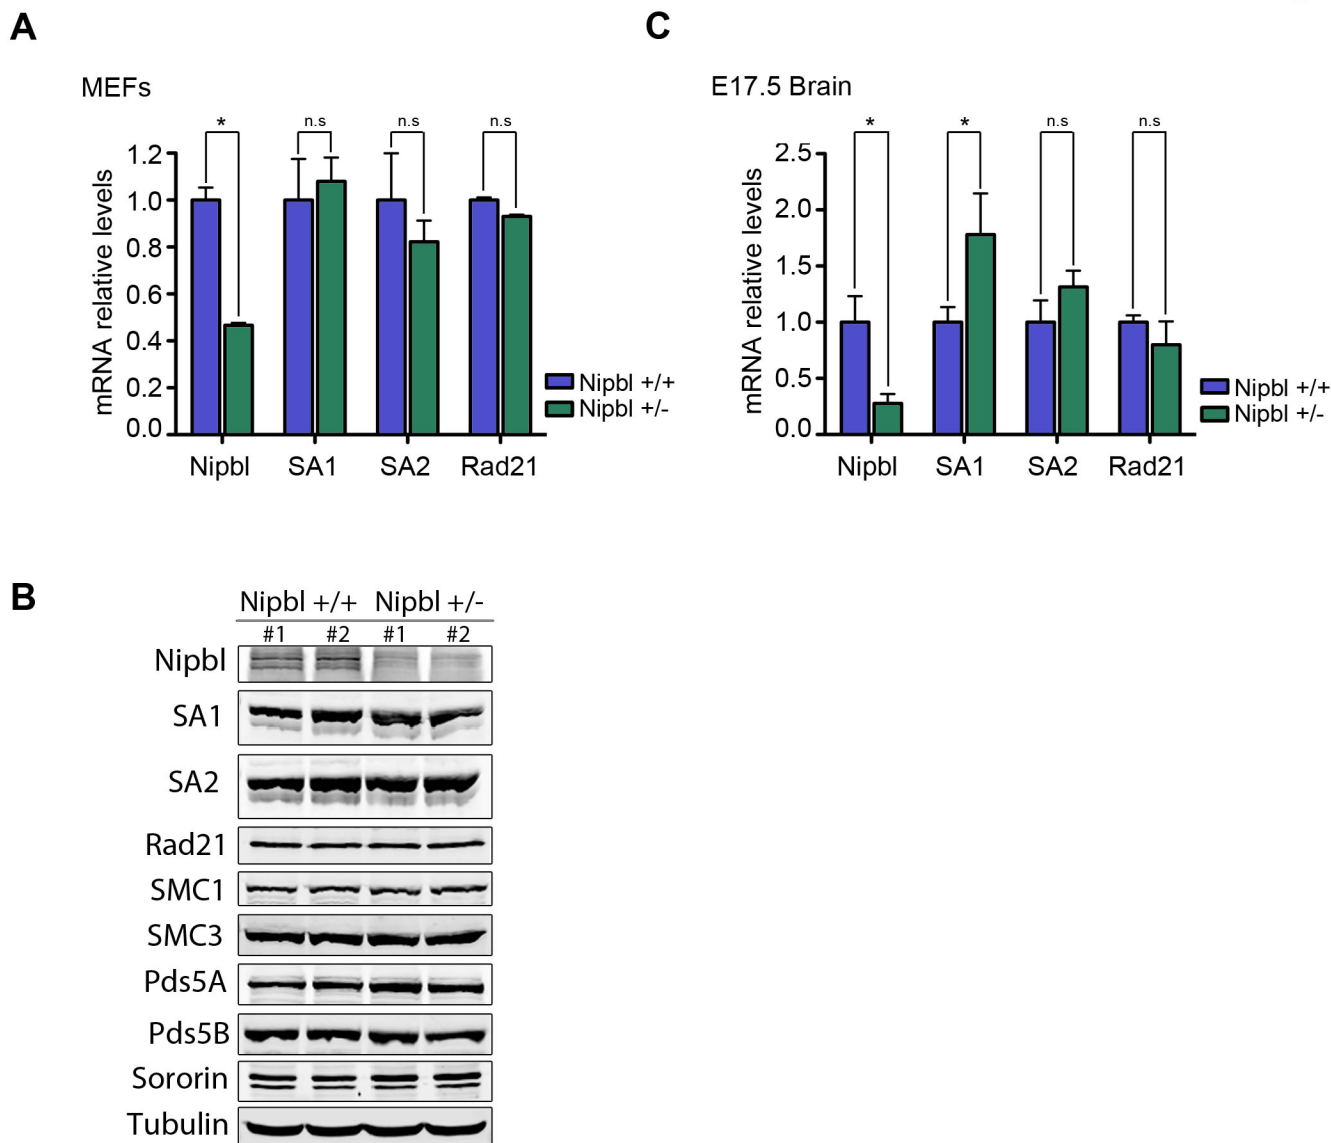 A
MEFs
* n.s n.s n.s
mRNA relative levels
1.2
1.0
0.8
0.6
0.4
0.2
0.0
Nipbl SA1 SA2 Rad21
Nipbl +/+
Nipbl +/-
C
E17.5 Brain
* * n.s n.s
mRNA relative levels
2.5
2.0
1.5
1.0
0.5
0.0
Nipbl SA1 SA2 Rad21
Nipbl +/+
Nipbl +/-
B
Nipbl +/+ Nipbl +/-
#1 #2 #1 #2
Nipbl
SA1
SA2
Rad21
SMC1
SMC3
Pds5A
Pds5B
Sororin
Tubulin